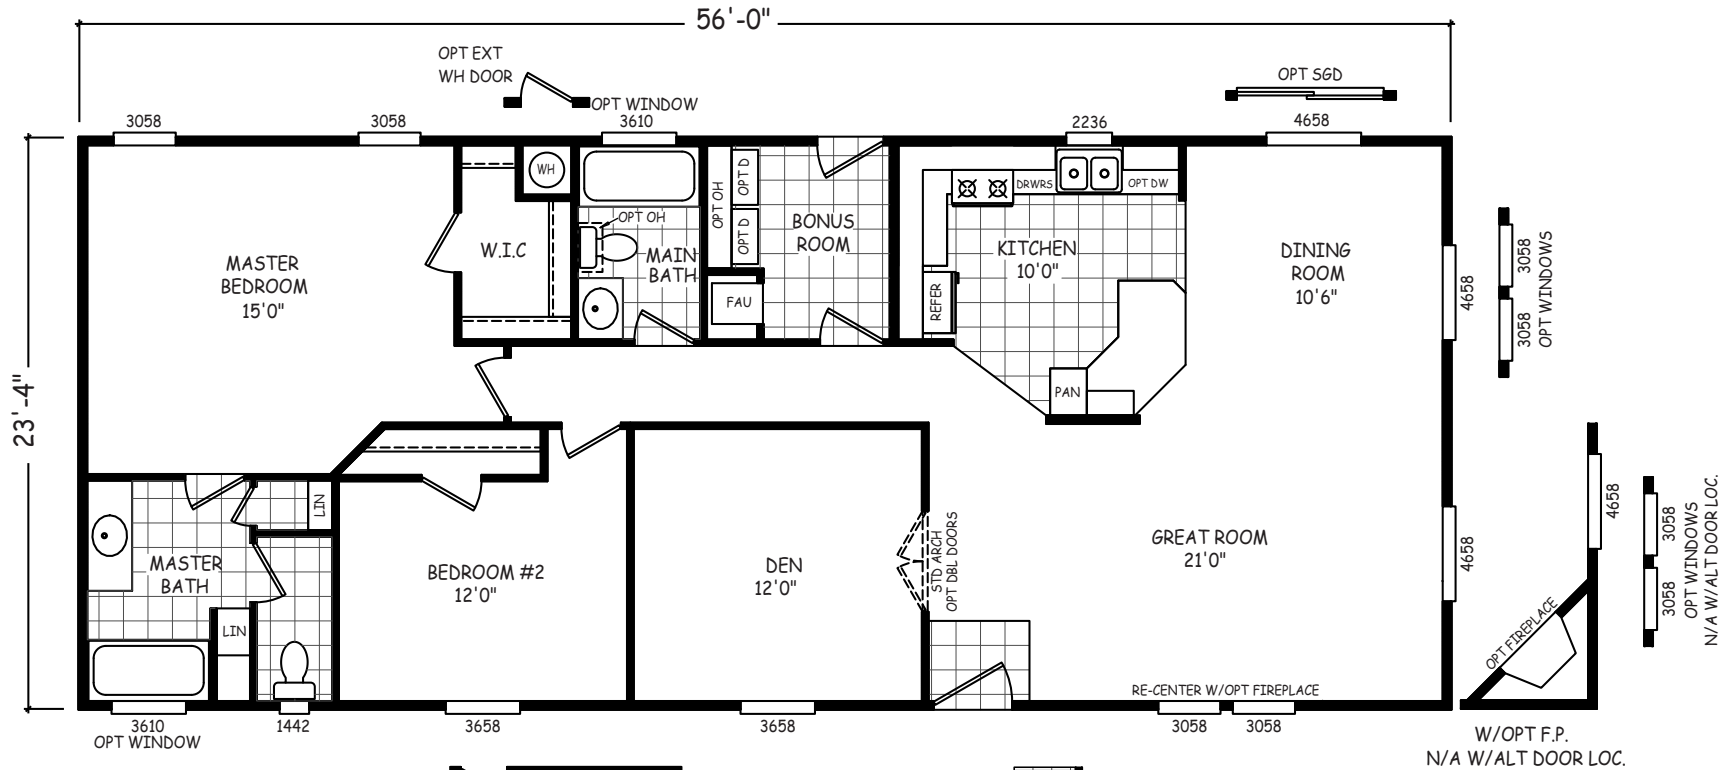 56'-0"
OPT EXT
WH DOOR
OPT WINDOW
OPT SGD
3058
3058
3610
2236
4658
WH
OPT OH
OPT D
OPT D
DRWRS
OPT DW
OPT OH
MASTER
BEDROOM
15'0"
W.I.C
MAIN
BATH
BONUS
ROOM
KITCHEN
10'0"
DINING
ROOM
10'6"
4658
3058
3058
OPT WINDOWS
FAU
REFER
PAN
23'-4"
LIN
MASTER
BATH
LIN
BEDROOM #2
12'0"
DEN
12'0"
STD ARCH
OPT DBL DOORS
GREAT ROOM
21'0"
4658
4658
3058
3058
OPT WINDOWS
N/A W/ALT DOOR LOC.
OPT FIREPLACE
RE-CENTER W/OPT FIREPLACE
3610
OPT WINDOW
1442
3658
3658
3058
3058
W/OPT F.P.
N/A W/ALT DOOR LOC.